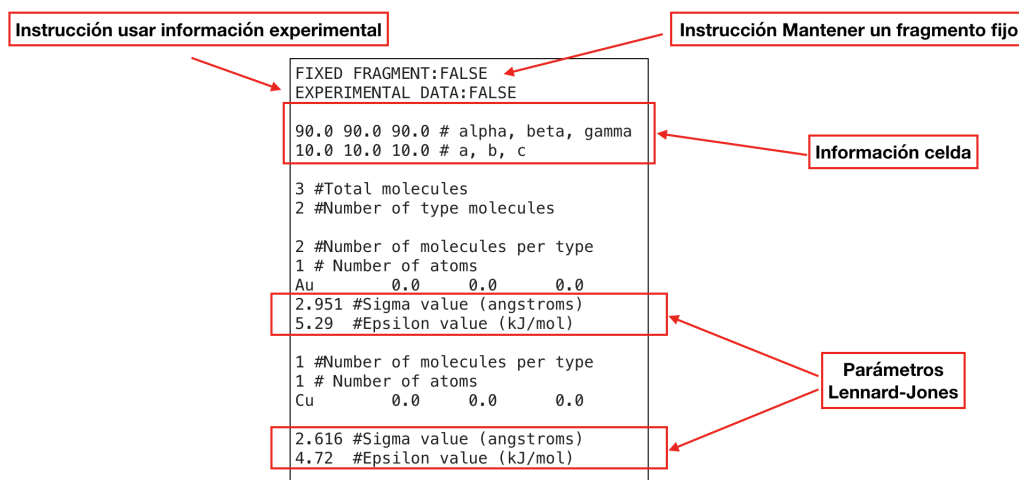 Instrucción usar información experimental
Instrucción Mantener un fragmento fijo
FIXED FRAGMENT:FALSE
EXPERIMENTAL DATA:FALSE
90.0 90.0 90.0 # alpha, beta, gamma
10.0 10.0 10.0 # a, b, c
Información celda
3 #Total molecules
2 #Number of type molecules
2 #Number of molecules per type
1 # Number of atoms
Au 0.0 0.0 0.0
2.951 #Sigma value (angstroms)
5.29 #Epsilon value (kJ/mol)
1 #Number of molecules per type
1 # Number of atoms
Cu 0.0 0.0 0.0
Parámetros
Lennard-Jones
2.616 #Sigma value (angstroms)
4.72 #Epsilon value (kJ/mol)